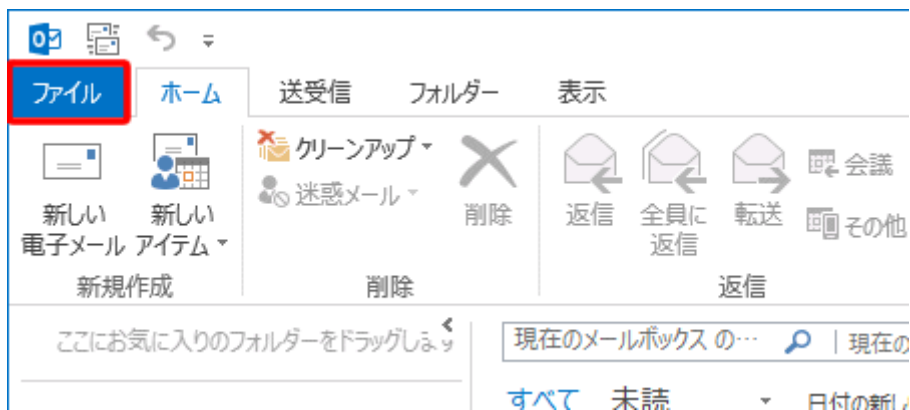 ファイル ホーム 送受信 フォルダー 表示
クリーンアップ
迷惑メール
新しい
電子メール
新しい
アイテム
削除
返信
全員に
返信
転送
会議
その他
新規作成 削除 返信
ここにお気に入りのフォルダーをドラッグしま
現在のメールボックス の… 現在の
すべて 未読 日付の新し